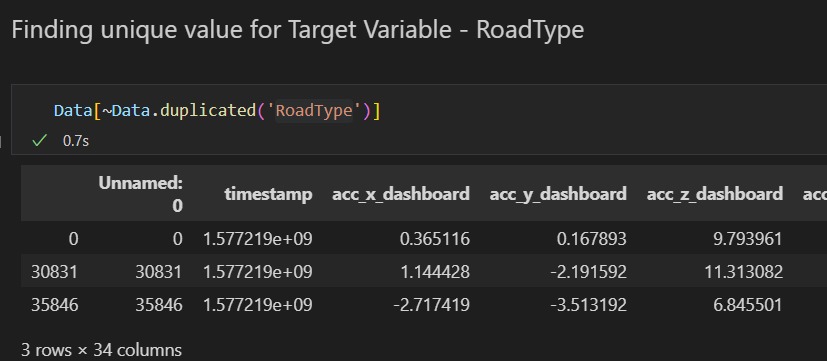 Finding unique value for Target Variable - RoadType
Data[~Data.duplicated('RoadType')]
0.7s
Unnamed: 0 timestamp acc_x_dashboard acc_y_dashboard acc_z_dashboard acc
0 0 1.577219e+09 0.365116 0.167893 9.793961
30831 30831 1.577219e+09 1.144428 -2.191592 11.313082
35846 35846 1.577219e+09 -2.717419 -3.513192 6.845501
3 rows × 34 columns